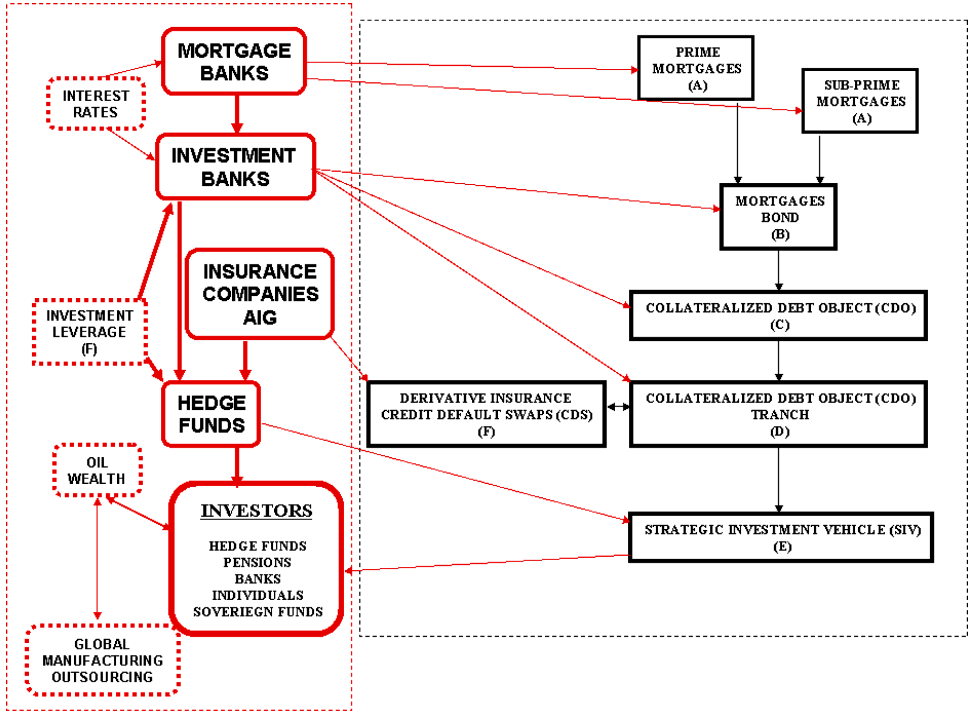 MORTGAGE
BANKS
INTEREST
RATES
INVESTMENT
BANKS
INSURANCE
COMPANIES
AIG
INVESTMENT
LEVERAGE
(F)
HEDGE
FUNDS
OIL
WEALTH
INVESTORS
HEDGE FUNDS
PENSIONS
BANKS
INDIVIDUALS
SOVERIEGN FUNDS
GLOBAL
MANUFACTURING
OUTSOURCING
PRIME
MORTGAGES
(A)
SUB-PRIME
MORTGAGES
(A)
MORTGAGES
BOND
(B)
COLLATERALIZED DEBT OBJECT (CDO)
(C)
DERIVATIVE INSURANCE
CREDIT DEFAULT SWAPS (CDS)
(F)
COLLATERALIZED DEBT OBJECT (CDO)
TRANCH
(D)
STRATEGIC INVESTMENT VEHICLE (SIV)
(E)